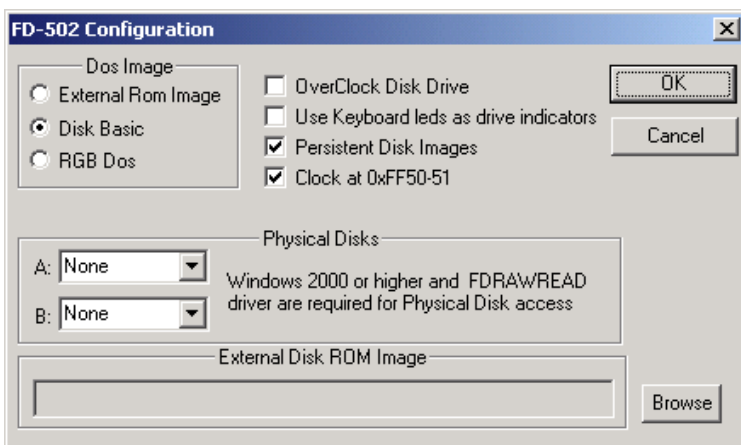 FD-502 Configuration
Dos Image
External Rom Image
Disk Basic
RGB Dos
OverClock Disk Drive
Use Keyboard leds as drive indicators
Persistent Disk Images
Clock at 0xFF50-51
OK
Cancel
Physical Disks
A: None
B: None
Windows 2000 or higher and FDRAWREAD
driver are required for Physical Disk access
External Disk ROM Image
Browse